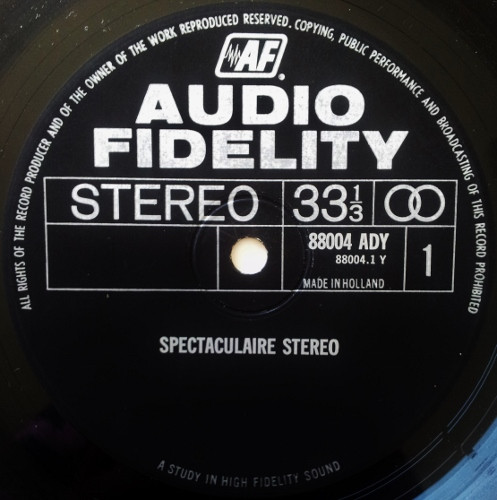 ALL RIGHTS OF THE RECORD PRODUCER AND OF THE OWNER OF THE WORK REPRODUCED RESERVED. COPYING, PUBLIC PERFORMANCE AND BROADCASTING OF THIS RECORD PROHIBITED
AF®
AUDIO
FIDELITY
STEREO 33⅓
88004 ADY
88004.1 Y
1
MADE IN HOLLAND
SPECTACULAIRE STEREO
A STUDY IN HIGH FIDELITY SOUND